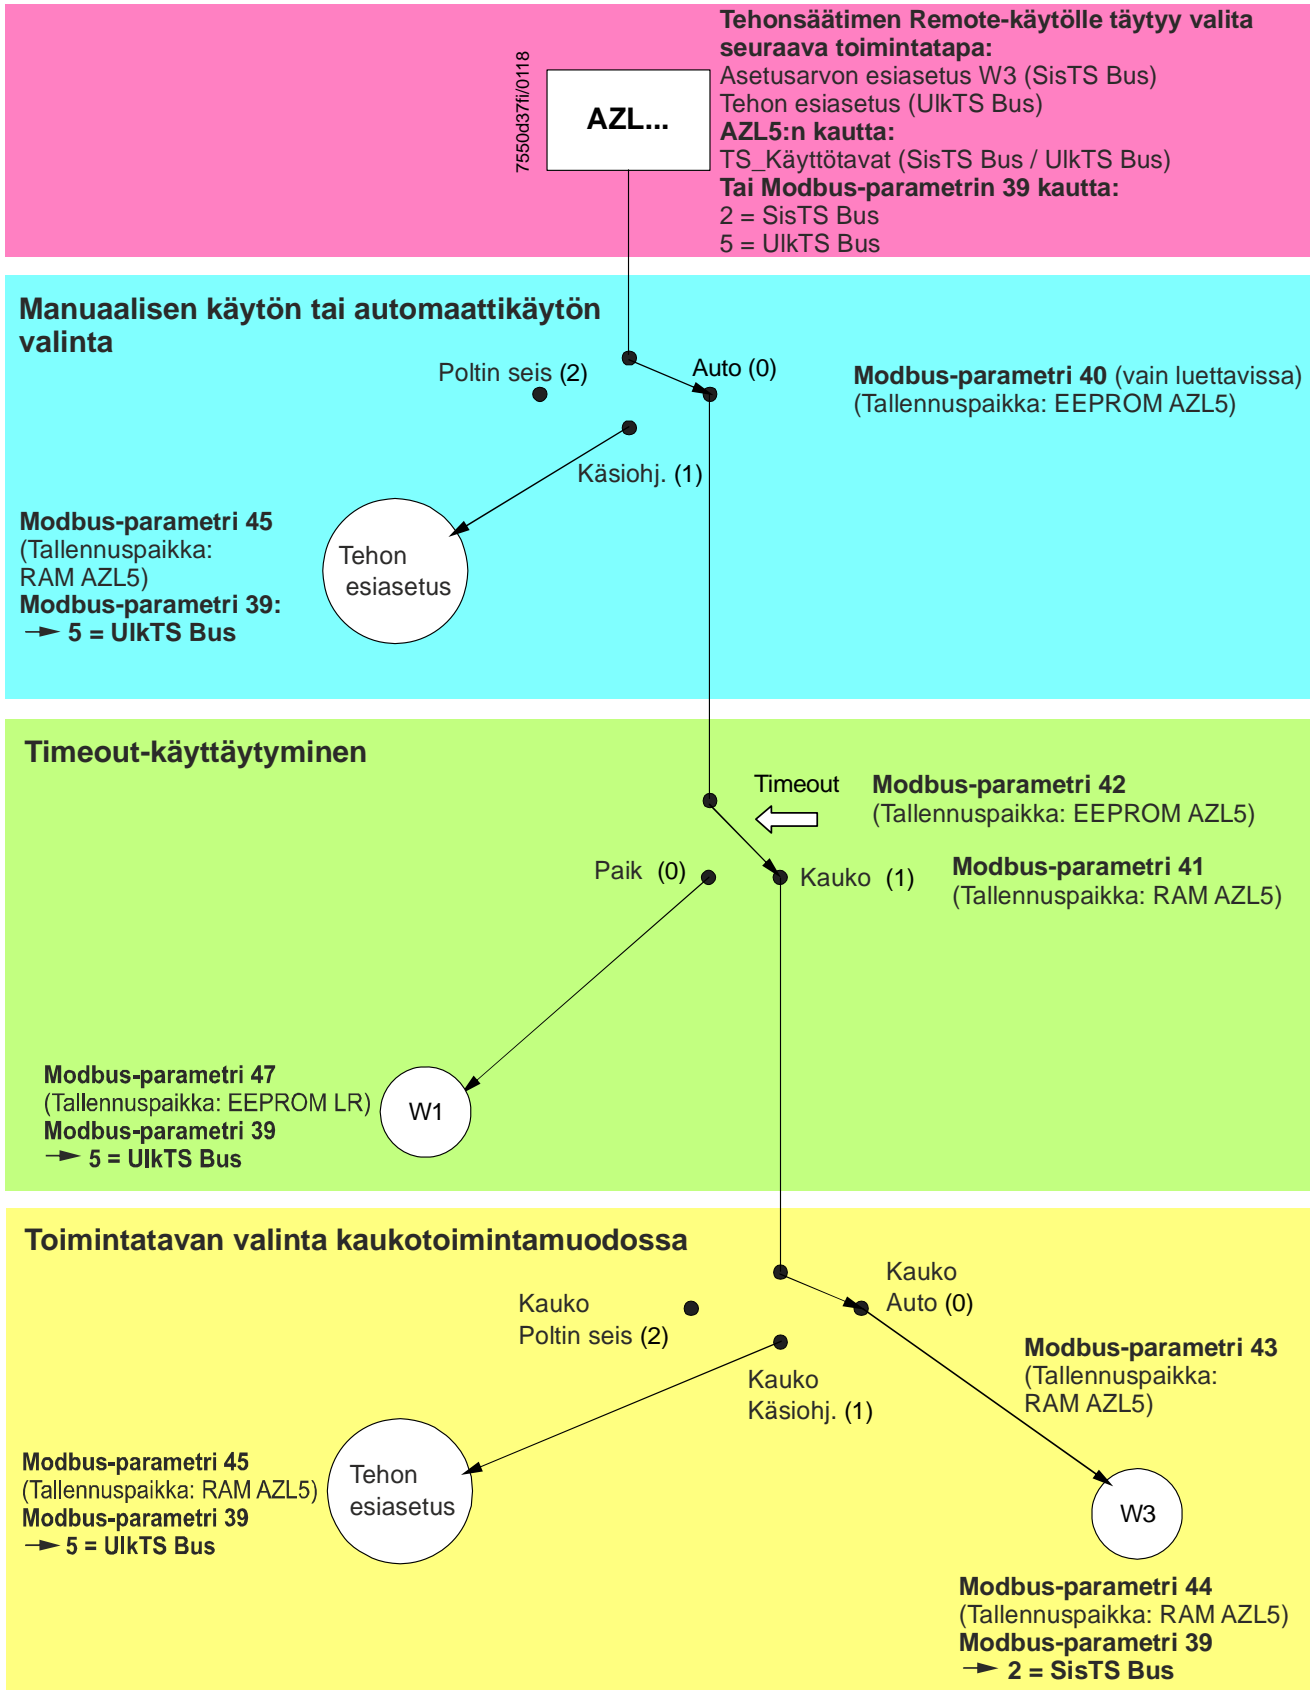 Tehonsäätimen Remote-käytölle täytyy valita
seuraava toimintatapa:
Asetusarvon esiasetus W3 (SisTS Bus)
Tehon esiasetus (UlkTS Bus)
AZL5:n kautta:
TS_Käyttötavat (SisTS Bus / UlkTS Bus)
Tai Modbus-parametrin 39 kautta:
2 = SisTS Bus
5 = UlkTS Bus
7550d37fi/0118
AZL...
Manuaalisen käytön tai automaattikäytön
valinta
Poltin seis (2)
Auto (0)
Modbus-parametri 40 (vain luettavissa)
(Tallennuspaikka: EEPROM AZL5)
Käsiohj. (1)
Modbus-parametri 45
(Tallennuspaikka:
RAM AZL5)
Modbus-parametri 39:
→ 5 = UlkTS Bus
Tehon
esiasetus
Timeout-käyttäytyminen
Timeout
Modbus-parametri 42
(Tallennuspaikka: EEPROM AZL5)
Paik (0)
Kauko (1)
Modbus-parametri 41
(Tallennuspaikka: RAM AZL5)
Modbus-parametri 47
(Tallennuspaikka: EEPROM LR)
Modbus-parametri 39
→ 5 = UlkTS Bus
W1
Toimintatavan valinta kaukotoimintamuodossa
Kauko
Poltin seis (2)
Kauko
Auto (0)
Kauko
Käsiohj. (1)
Modbus-parametri 43
(Tallennuspaikka:
RAM AZL5)
Modbus-parametri 45
(Tallennuspaikka: RAM AZL5)
Modbus-parametri 39
→ 5 = UlkTS Bus
Tehon
esiasetus
W3
Modbus-parametri 44
(Tallennuspaikka: RAM AZL5)
Modbus-parametri 39
→ 2 = SisTS Bus